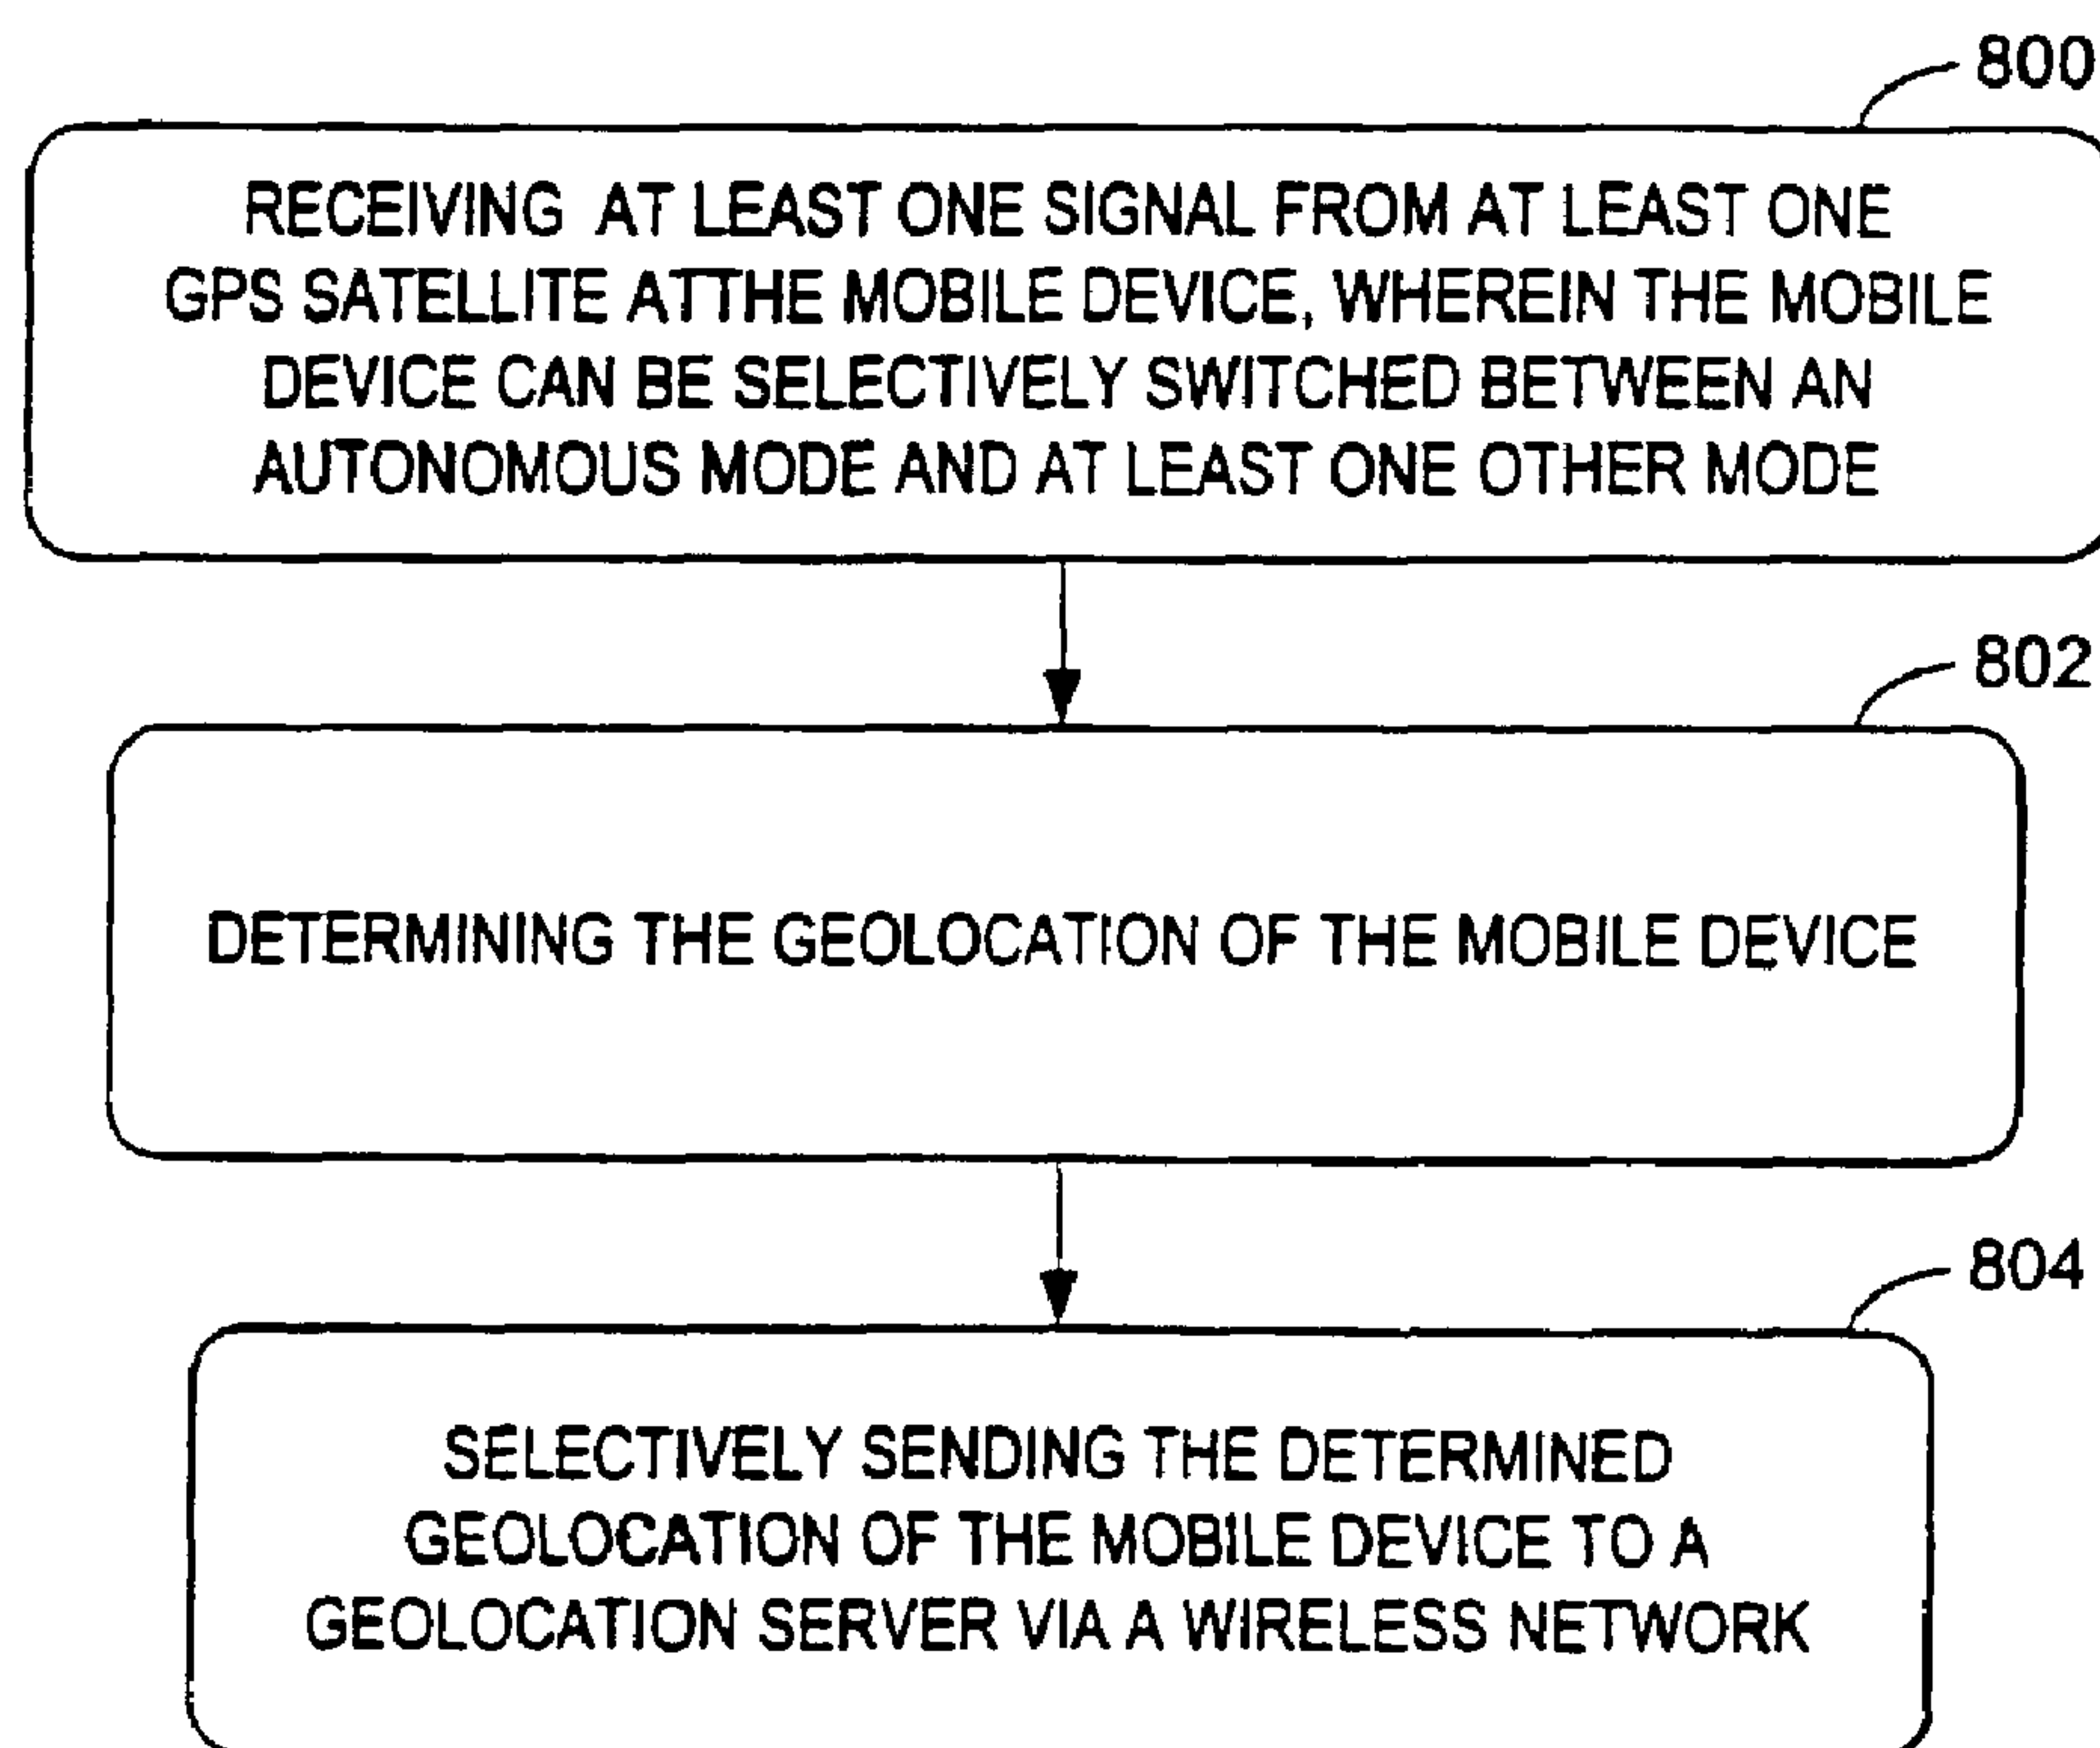 800
RECEIVING AT LEAST ONE SIGNAL FROM AT LEAST ONE
GPS SATELLITE ATTHE MOBILE DEVICE, WHEREIN THE MOBILE
DEVICE CAN BE SELECTIVELY SWITCHED BETWEEN AN
AUTONOMOUS MODE AND AT LEAST ONE OTHER MODE
802
DETERMINING THE GEOLOCATION OF THE MOBILE DEVICE
804
SELECTIVELY SENDING THE DETERMINED
GEOLOCATION OF THE MOBILE DEVICE TO A
GEOLOCATION SERVER VIA A WIRELESS NETWORK